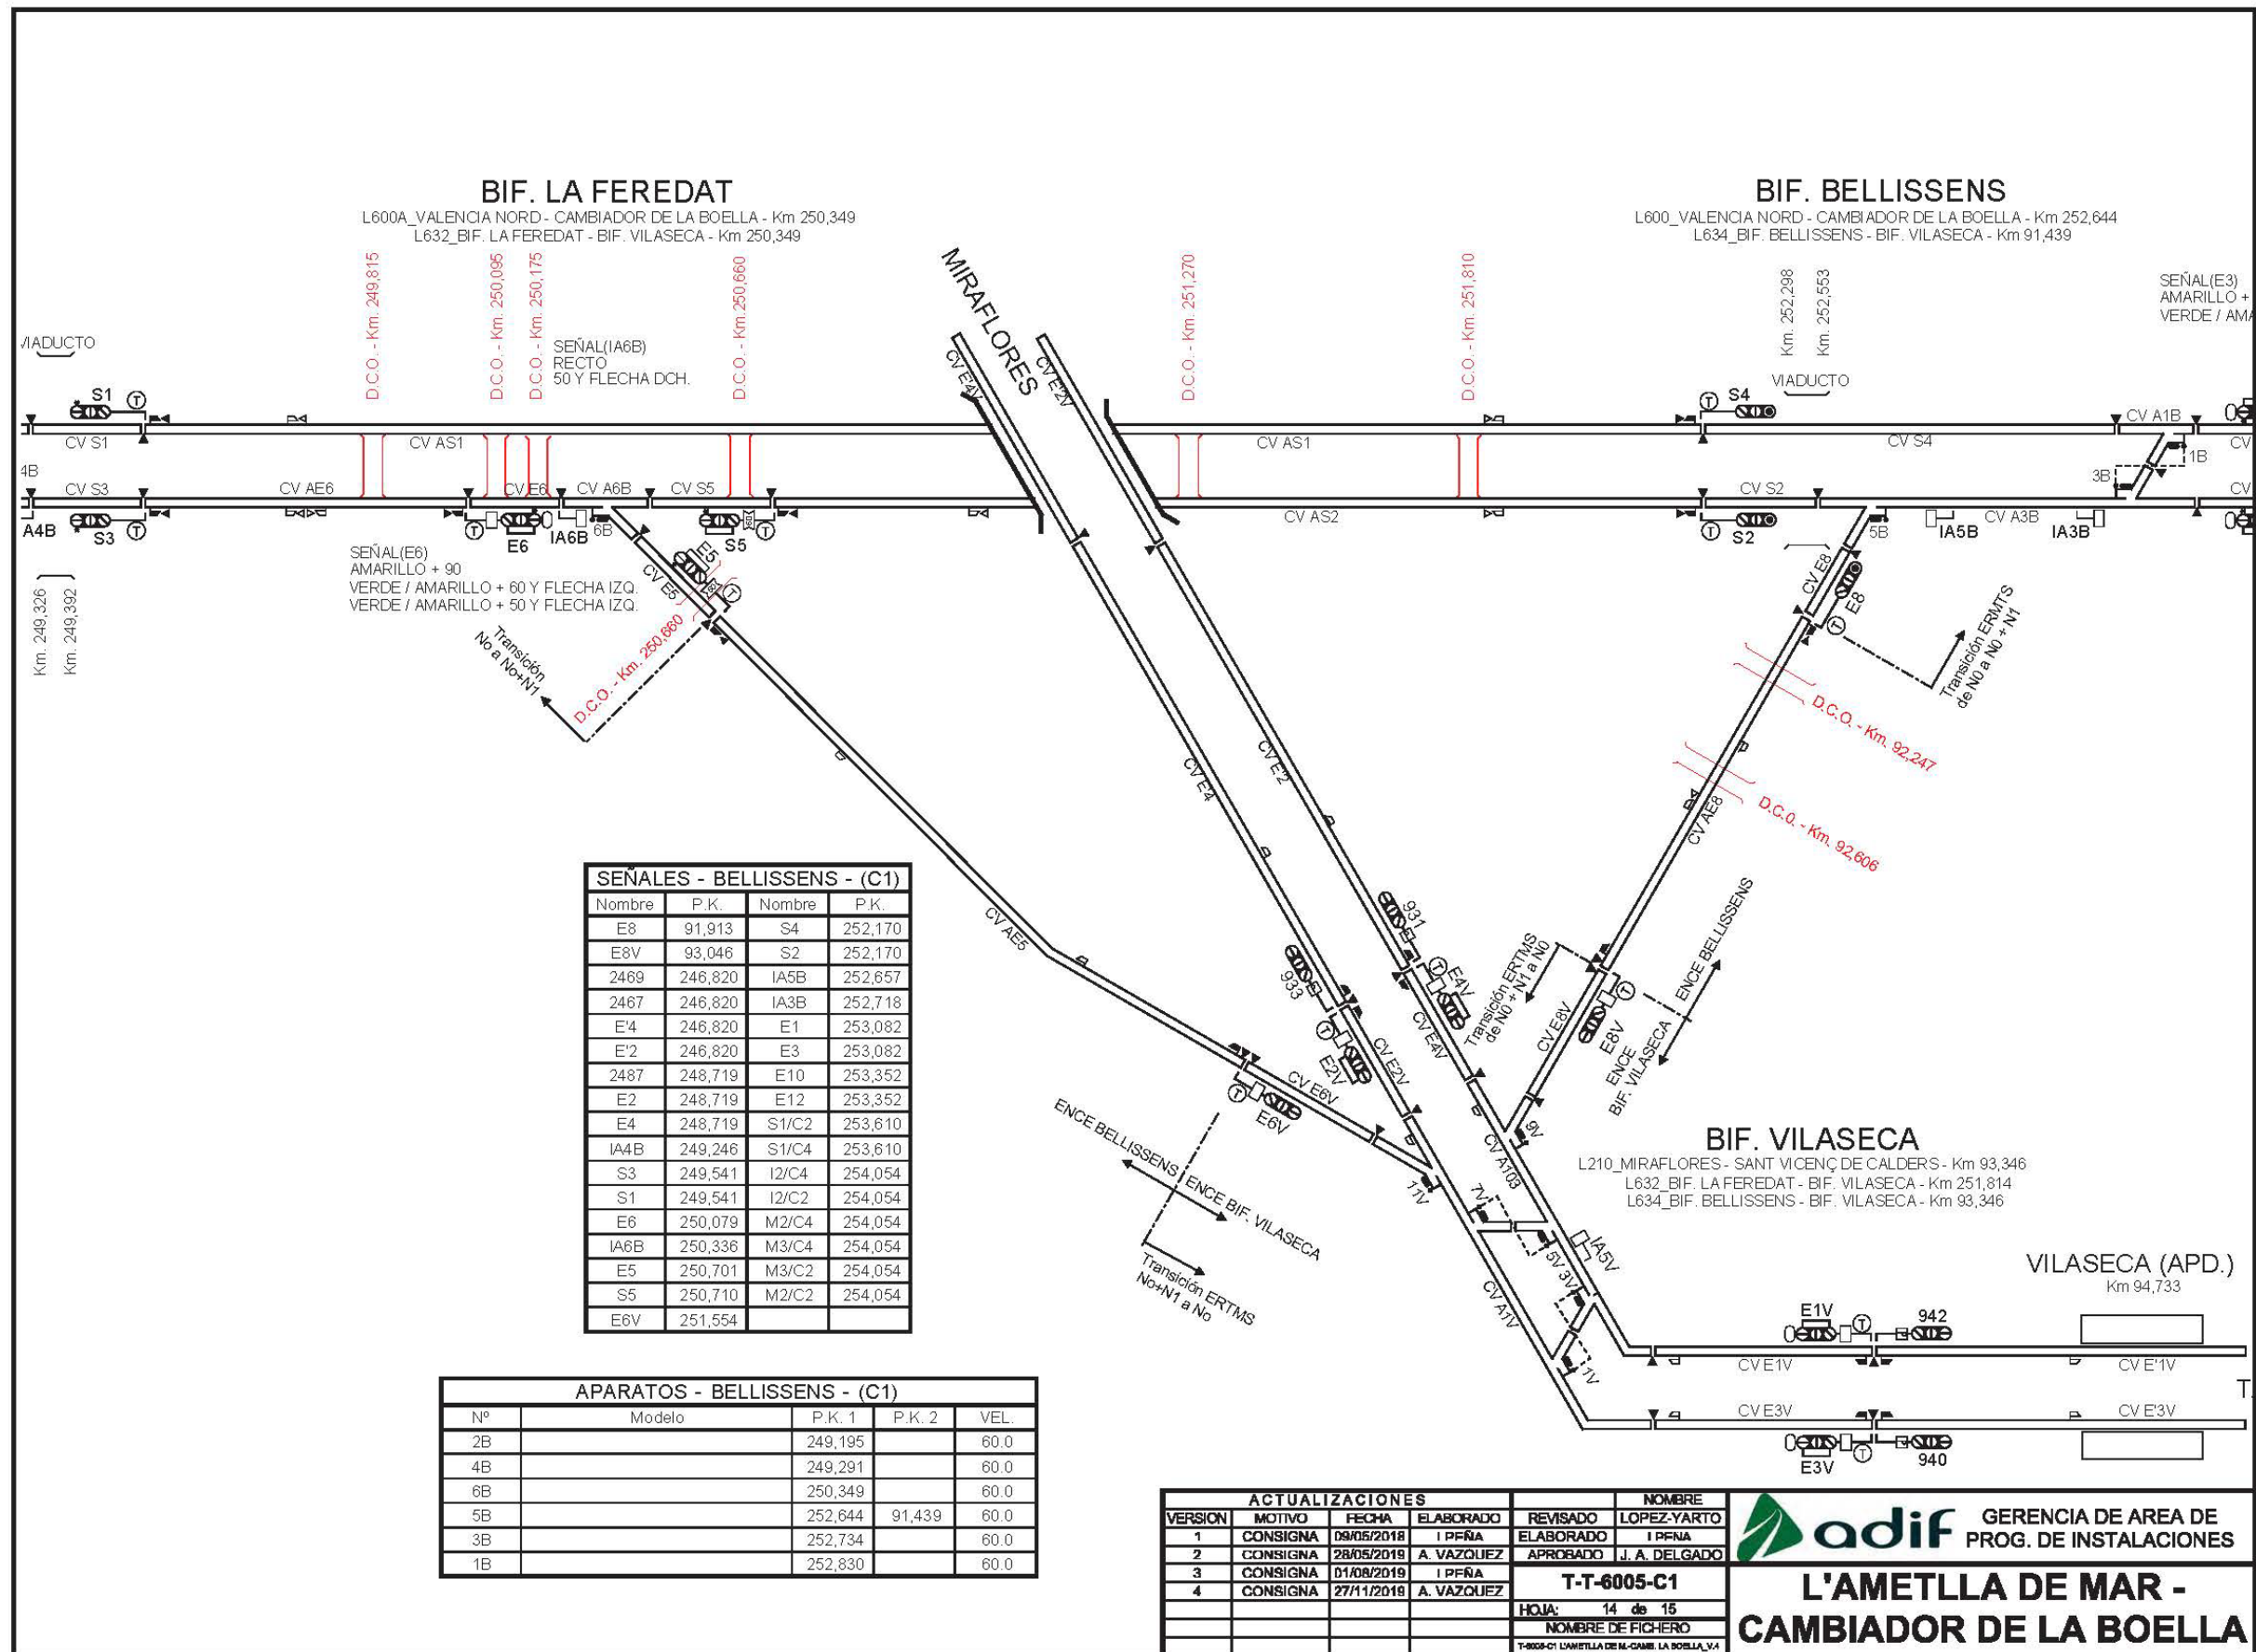 BIF. LA FEREDAT
L600A_VALENCIA NORD - CAMBIADOR DE LA BOELLA - Km 250,349
L632_BIF. LA FEREDAT - BIF. VILASECA - Km 250,349
BIF. BELLISSENS
L600_VALENCIA NORD - CAMBIADOR DE LA BOELLA - Km 252,644
L634_BIF. BELLISSENS - BIF. VILASECA - Km 91,439
D.C.O. - Km. 249,815
D.C.O. - Km. 250,095
D.C.O. - Km. 250,175
D.C.O. - Km.250,660
MIRAFLORES
D.C.O. - Km. 251,270
D.C.O. - Km. 251,810
Km. 252,298
Km. 252,553
VIADUCTO
SEÑAL(E3)
AMARILLO +
VERDE / AMA
VIADUCTO
SEÑAL(IA6B)
RECTO
50 Y FLECHA DCH.
S1
T
CV E'4V
CV E'2V
T
S4
CV S1
CV AS1
CV AS1
CV S4
CV A1B
CV
1B
3B
4B
CV S3
CV AE6
CV E6
CV A6B
CV S5
CV AS2
CV S2
CV A3B
CV
A4B
S3
T
T
E6
IA6B
6B
S5
T
T
S2
5B
IA5B
IA3B
SEÑAL(E6)
AMARILLO + 90
VERDE / AMARILLO + 60 Y FLECHA IZQ.
VERDE / AMARILLO + 50 Y FLECHA IZQ.
Km. 249,326
Km. 249,392
E5
CV E5
T
D.C.O. - Km. 250,660
Transición
No a No+N1
CV E8
E8
T
Transición ERMTS
de N0 a N0 + N1
D.C.O. - Km. 92,247
D.C.O. - Km. 92,606
CV AE8
CV E4
CV E'2
CV AE5
SEÑALES - BELLISSENS - (C1)
Nombre P.K. Nombre P.K.
E8 91,913 S4 252,170
E8V 93,046 S2 252,170
2469 246,820 IA5B 252,657
2467 246,820 IA3B 252,718
E'4 246,820 E1 253,082
E'2 246,820 E3 253,082
2487 248,719 E10 253,352
E2 248,719 E12 253,352
E4 248,719 S1/C2 253,610
IA4B 249,246 S1/C4 253,610
S3 249,541 I2/C4 254,054
S1 249,541 I2/C2 254,054
E6 250,079 M2/C4 254,054
IA6B 250,336 M3/C4 254,054
E5 250,701 M3/C2 254,054
S5 250,710 M2/C2 254,054
E6V 251,554
931
933
T
E4V
CV E4V
T
E2V
CV E2V
Transición ERTMS
de N0 + N1 a N0
CV E8V
T
E8V
ENCE BELLISSENS
ENCE
BIF. VILASECA
T
E6V
CV E6V
ENCE BELLISSENS
ENCE BIF. VILASECA
Transición ERTMS
No+N1 a No
11V
9V
CV A103
7V
5V
3V
IA5V
CV A1V
1V
BIF. VILASECA
L210_MIRAFLORES - SANT VICENÇ DE CALDERS - Km 93,346
L632_BIF. LA FEREDAT - BIF. VILASECA - Km 251,814
L634_BIF. BELLISSENS - BIF. VILASECA - Km 93,346
VILASECA (APD.)
Km 94,733
E1V
T
942
CV E1V
CV E'1V
T.
CV E3V
CV E'3V
E3V
T
940
APARATOS - BELLISSENS - (C1)
Nº Modelo P.K. 1 P.K. 2 VEL.
2B 249,195 60.0
4B 249,291 60.0
6B 250,349 60.0
5B 252,644 91,439 60.0
3B 252,734 60.0
1B 252,830 60.0
ACTUALIZACIONES
VERSION MOTIVO FECHA ELABORADO
1 CONSIGNA 09/05/2018 I PEÑA
2 CONSIGNA 28/05/2019 A. VAZQUEZ
3 CONSIGNA 01/08/2019 I PEÑA
4 CONSIGNA 27/11/2019 A. VAZQUEZ
NOMBRE
REVISADO LOPEZ-YARTO
ELABORADO I PENA
APROBADO J. A. DELGADO
T-T-6005-C1
HOJA: 14 de 15
NOMBRE DE FICHERO
T-6005-C1 L'AMETLLA DE M.-CAMB. LA BOELLA_V.4
adif
GERENCIA DE AREA DE
PROG. DE INSTALACIONES
L'AMETLLA DE MAR -
CAMBIADOR DE LA BOELLA